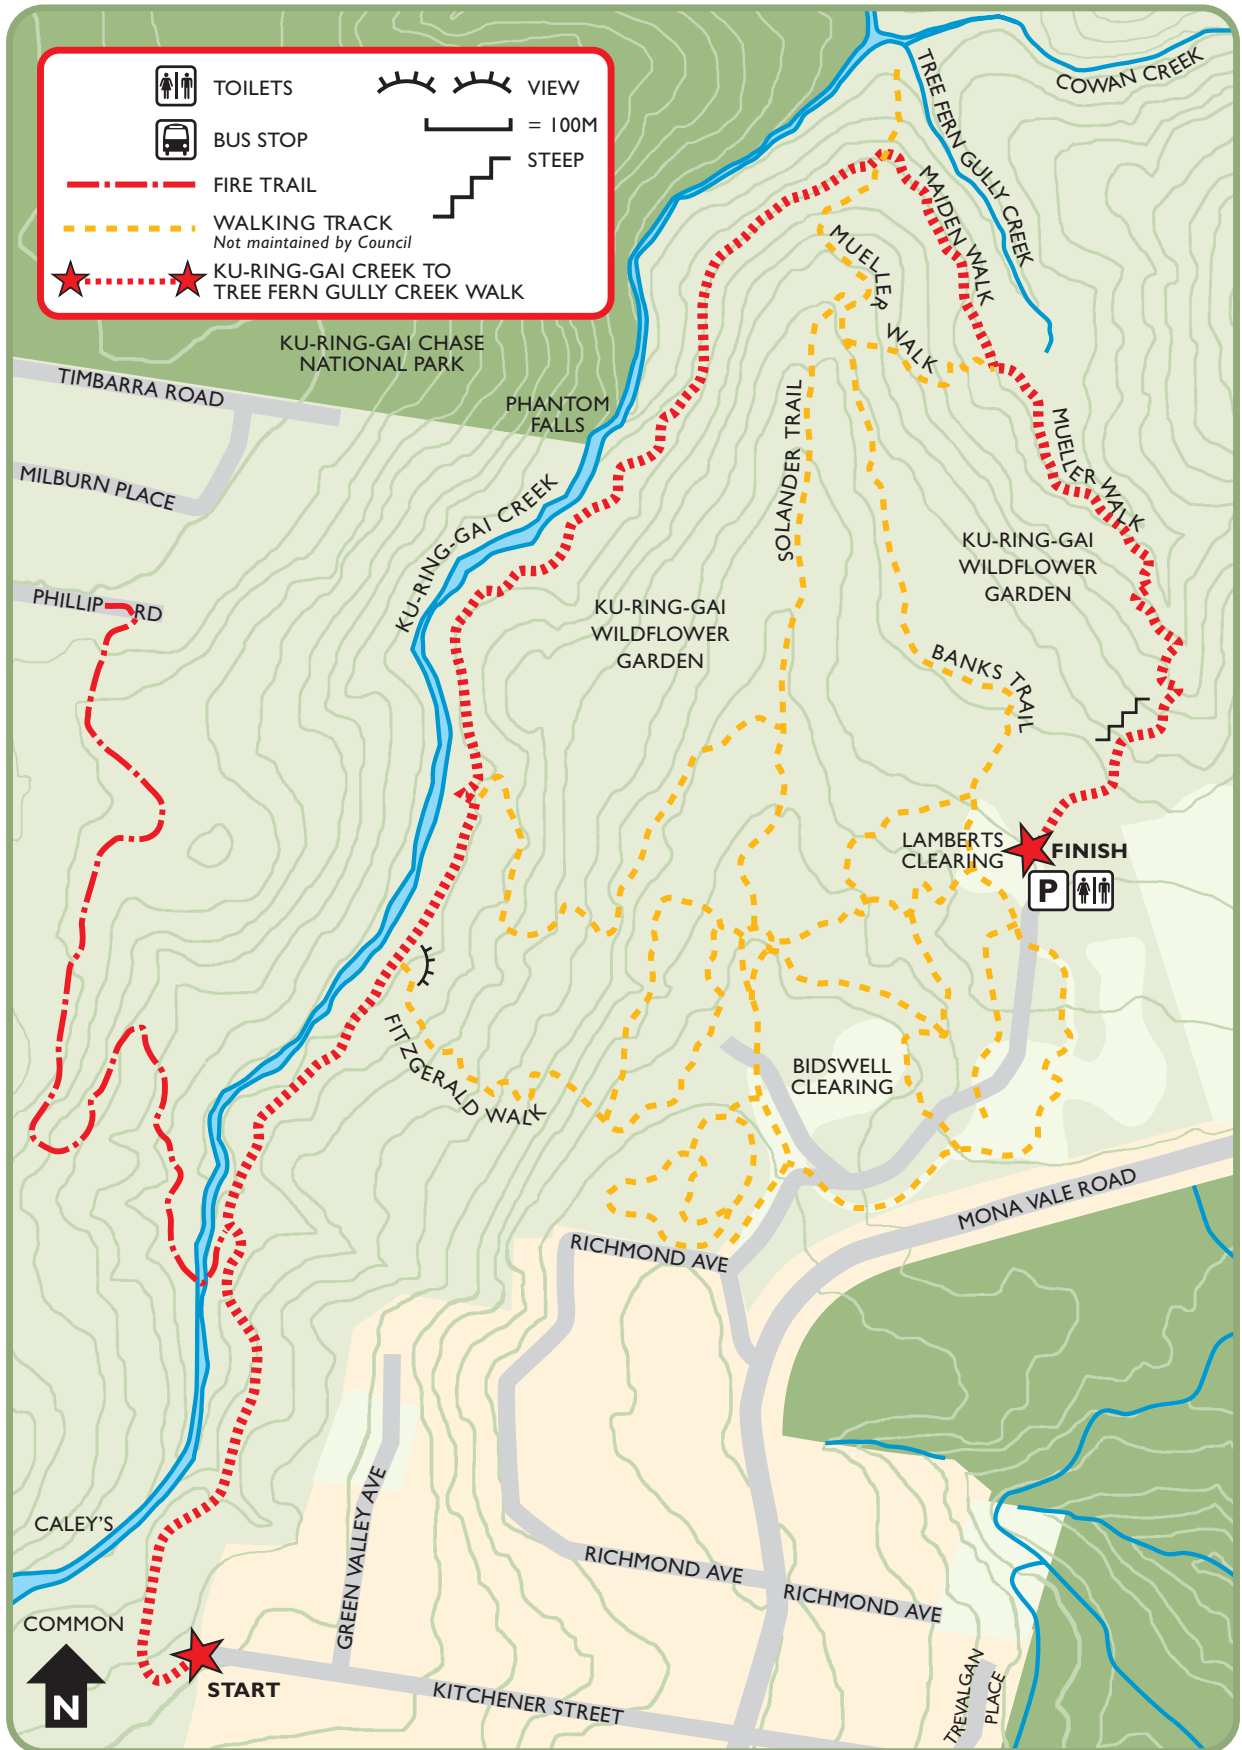 TOILETS
VIEW
= 100M
BUS STOP
STEEP
FIRE TRAIL
WALKING TRACK
Not maintained by Council
KU-RING-GAI CREEK TO
TREE FERN GULLY CREEK WALK
COWAN CREEK
TREE FERN GULLY CREEK
MAIDEN WALK
MUELLER WALK
KU-RING-GAI CHASE
NATIONAL PARK
TIMBARRA ROAD
PHANTOM
FALLS
MILBURN PLACE
KU-RING-GAI CREEK
SOLANDER TRAIL
MUELLER WALK
KU-RING-GAI
WILDFLOWER
GARDEN
PHILLIP RD
KU-RING-GAI
WILDFLOWER
GARDEN
BANKS TRAIL
LAMBERTS
CLEARING
FINISH
P
FITZGERALD WALK
BIDSWELL
CLEARING
MONA VALE ROAD
RICHMOND AVE
CALEY'S
COMMON
GREEN VALLEY AVE
RICHMOND AVE
RICHMOND AVE
N
START
KITCHENER STREET
TREVALGAN
PLACE